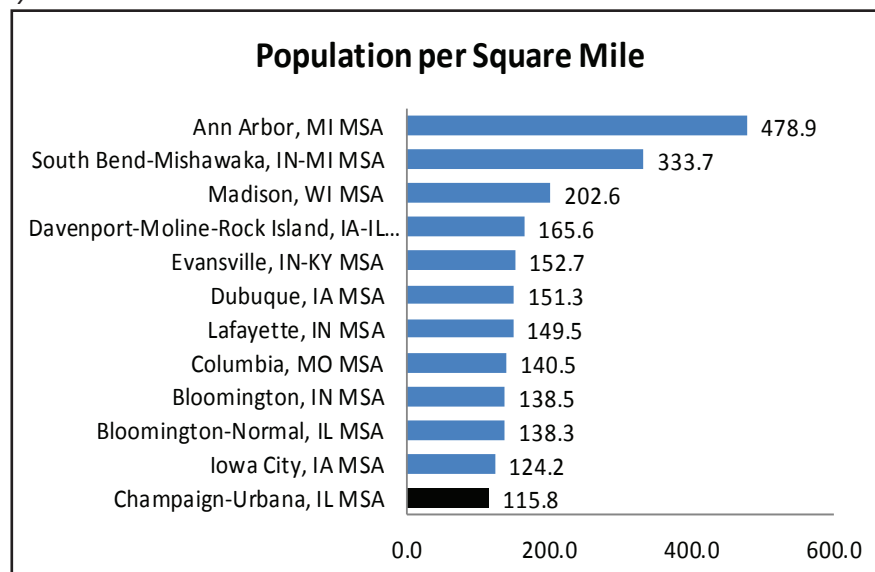 Population per Square Mile
Ann Arbor, MI MSA 478.9
South Bend-Mishawaka, IN-MI MSA 333.7
Madison, WI MSA 202.6
Davenport-Moline-Rock Island, IA-IL... 165.6
Evansville, IN-KY MSA 152.7
Dubuque, IA MSA 151.3
Lafayette, IN MSA 149.5
Columbia, MO MSA 140.5
Bloomington, IN MSA 138.5
Bloomington-Normal, IL MSA 138.3
Iowa City, IA MSA 124.2
Champaign-Urbana, IL MSA 115.8
0.0 200.0 400.0 600.0